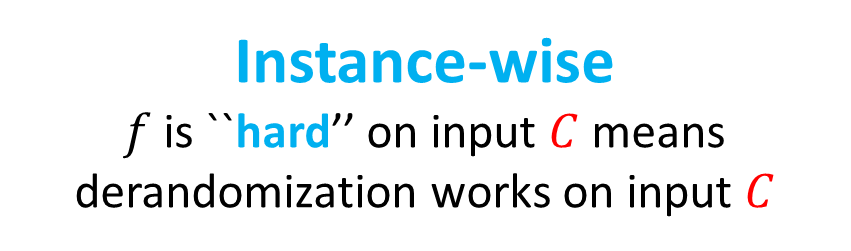 Instance-wise
𝑓 is ``hard'' on input 𝐶 means
derandomization works on input 𝐶